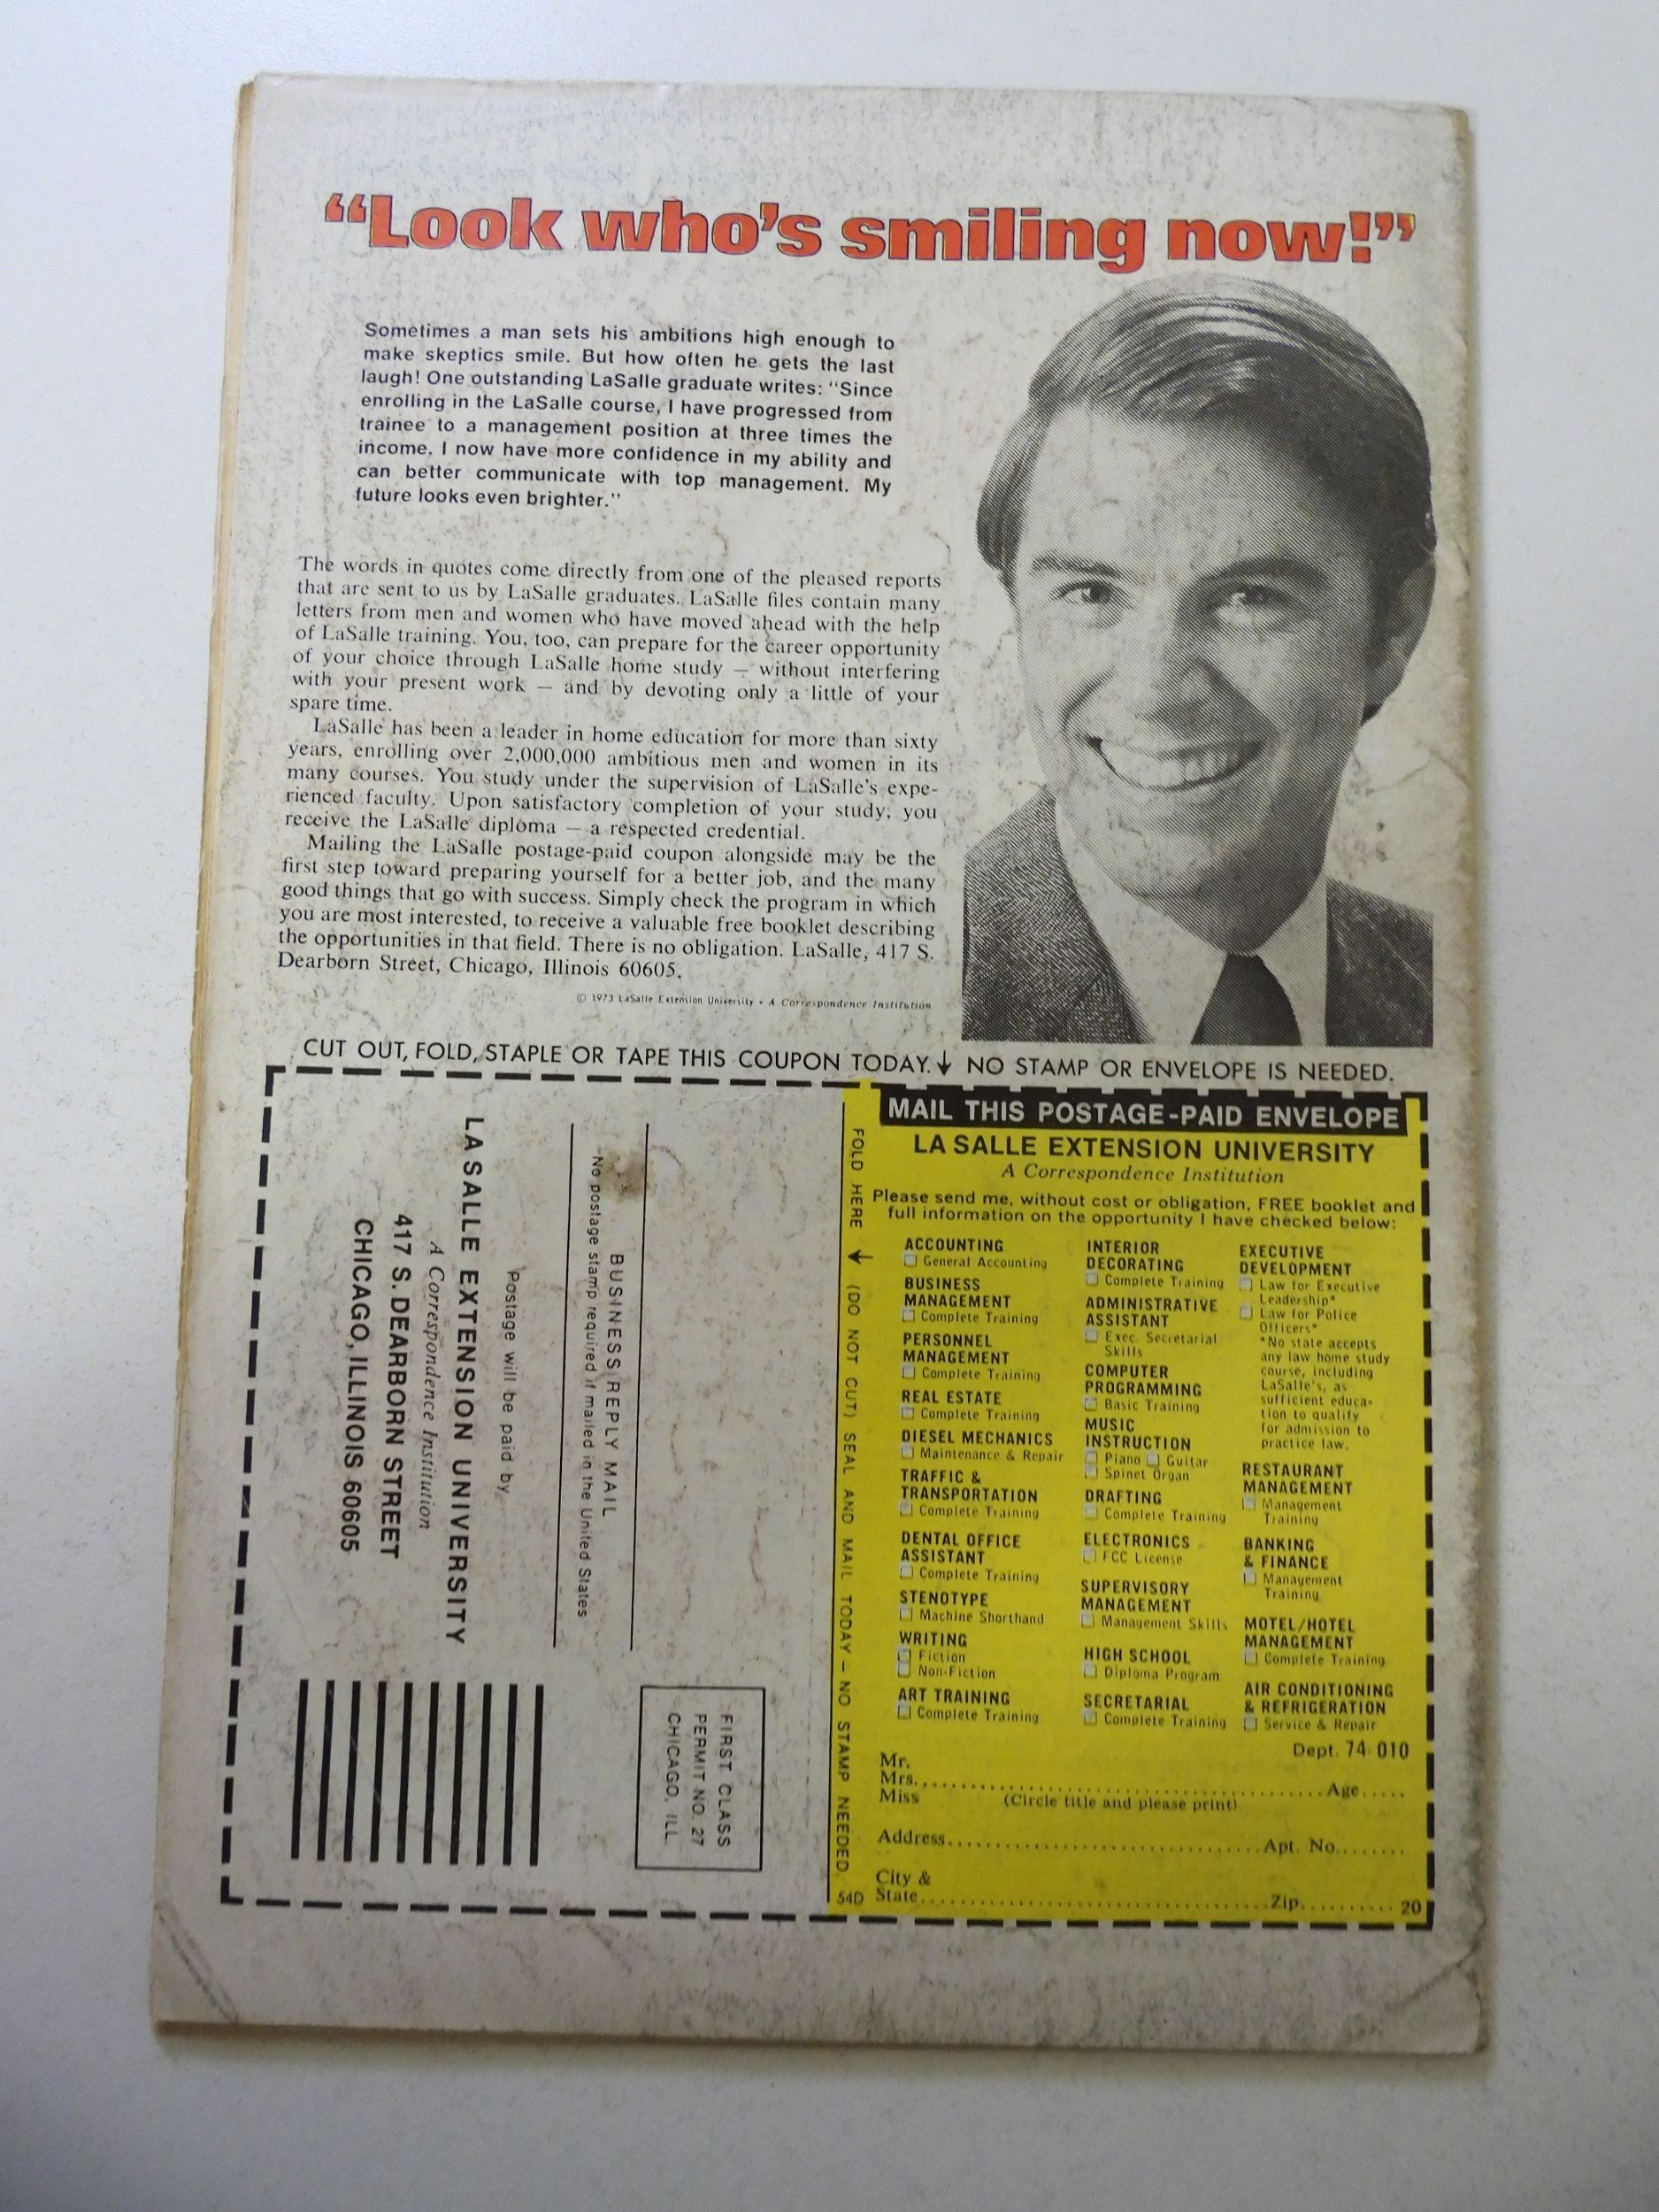 “Look who’s smiling now!”
Sometimes a man sets his ambitions high enough to
make skeptics smile. But how often he gets the last
laugh! One outstanding LaSalle graduate writes: “Since
enrolling in the LaSalle course, I have progressed from
trainee to a management position at three times the
income. I now have more confidence in my ability and
can better communicate with top management. My
future looks even brighter.”
The words in quotes come directly from one of the pleased reports
that are sent to us by LaSalle graduates. LaSalle files contain many
letters from men and women who have moved ahead with the help
of LaSalle training. You, too, can prepare for the career opportunity
of your choice through LaSalle home study — without interfering
with your present work — and by devoting only a little of your
spare time.
LaSalle has been a leader in home education for more than sixty
years, enrolling over 2,000,000 ambitious men and women in its
many courses. You study under the supervision of LaSalle’s expe-
rienced faculty. Upon satisfactory completion of your study, you
receive the LaSalle diploma — a respected credential.
Mailing the LaSalle postage-paid coupon alongside may be the
first step toward preparing yourself for a better job, and the many
good things that go with success. Simply check the program in which
you are most interested, to receive a valuable free booklet describing
the opportunities in that field. There is no obligation. LaSalle, 417 S.
Dearborn Street, Chicago, Illinois 60605.
© 1973 LaSalle Extension University • A Correspondence Institution
CUT OUT, FOLD, STAPLE OR TAPE THIS COUPON TODAY. ↓ NO STAMP OR ENVELOPE IS NEEDED.
FIRST CLASS
PERMIT NO. 27
CHICAGO, ILL.
BUSINESS REPLY MAIL
No postage stamp required if mailed in the United States
Postage will be paid by
LA SALLE EXTENSION UNIVERSITY
A Correspondence Institution
417 S. DEARBORN STREET
CHICAGO, ILLINOIS 60605
FOLD HERE → (DO NOT CUT) SEAL AND MAIL TODAY — NO STAMP NEEDED.
54D
MAIL THIS POSTAGE-PAID ENVELOPE
LA SALLE EXTENSION UNIVERSITY
A Correspondence Institution
Please send me, without cost or obligation, FREE booklet and
full information on the opportunity I have checked below:
ACCOUNTING
☐ General Accounting
BUSINESS
MANAGEMENT
☐ Complete Training
PERSONNEL
MANAGEMENT
☐ Complete Training
REAL ESTATE
☐ Complete Training
DIESEL MECHANICS
☐ Maintenance & Repair
TRAFFIC &
TRANSPORTATION
☐ Complete Training
DENTAL OFFICE
ASSISTANT
☐ Complete Training
STENOTYPE
☐ Machine Shorthand
WRITING
☐ Fiction
☐ Non-Fiction
ART TRAINING
☐ Complete Training
INTERIOR
DECORATING
☐ Complete Training
ADMINISTRATIVE
ASSISTANT
☐ Exec. Secretarial
Skills
COMPUTER
PROGRAMMING
☐ Basic Training
MUSIC
INSTRUCTION
☐ Piano ☐ Guitar
☐ Spinet Organ
DRAFTING
☐ Complete Training
ELECTRONICS
☐ FCC License
SUPERVISORY
MANAGEMENT
☐ Management Skills
HIGH SCHOOL
☐ Diploma Program
SECRETARIAL
☐ Complete Training
EXECUTIVE
DEVELOPMENT
☐ Law for Executive
Leadership*
☐ Law for Police
Officers*
*No state accepts
any law home study
course, including
LaSalle’s, as
sufficient educa-
tion to qualify
for admission to
practice law.
RESTAURANT
MANAGEMENT
☐ Management
Training
BANKING
& FINANCE
☐ Management
Training
MOTEL/HOTEL
MANAGEMENT
☐ Complete Training
AIR CONDITIONING
& REFRIGERATION
☐ Service & Repair
Dept. 74-010
Mr.
Mrs. Age
Miss (Circle title and please print)
Address Apt. No.
City &
State Zip 20